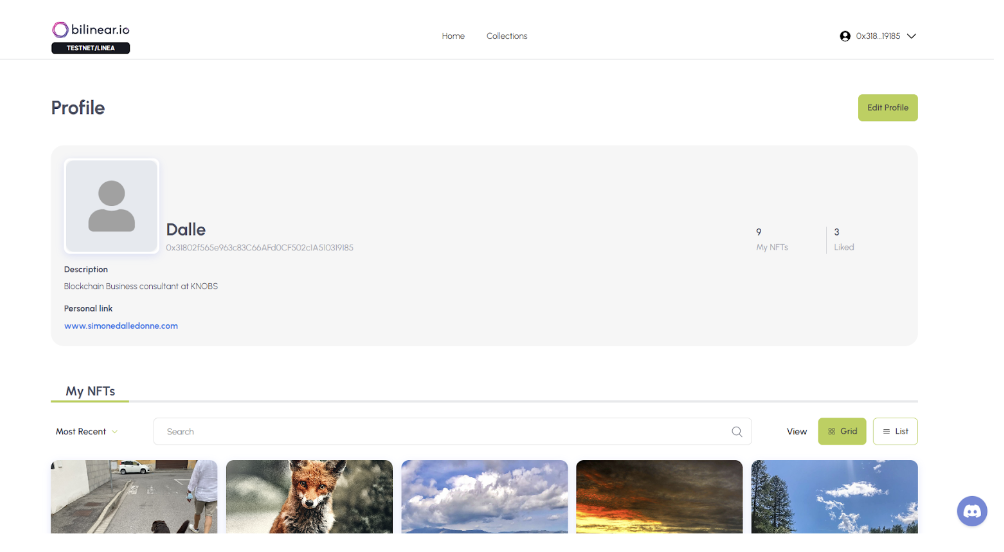 bilinear.io
TESTNET/LINEA
Home
Collections
0x318...19185
Profile
Edit Profile
Dalle
0x31802f565e963c83C66AFd0CF502c1A510319185
9
My NFTs
3
Liked
Description
Blockchain Business consultant at KNOBS
Personal link
www.simonedalledonne.com
My NFTs
Most Recent
Search
View
Grid
List